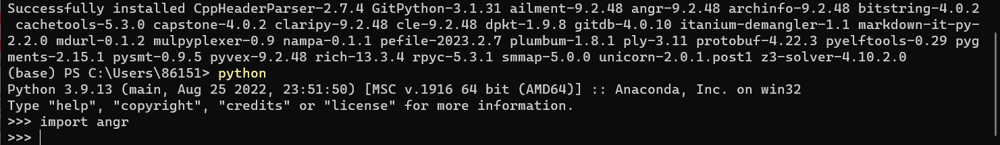 Successfully installed CppHeaderParser-2.7.4 GitPython-3.1.31 ailment-9.2.48 angr-9.2.48 archinfo-9.2.48 bitstring-4.0.2
cachetools-5.3.0 capstone-4.0.2 claripy-9.2.48 cle-9.2.48 dpkt-1.9.8 gitdb-4.0.10 itanium-demangler-1.1 markdown-it-py-
2.2.0 mdurl-0.1.2 mulpyplexer-0.9 nampa-0.1.1 pefile-2023.2.7 plumbum-1.8.1 ply-3.11 protobuf-4.22.3 pyelftools-0.29 pyg
ments-2.15.1 pysmt-0.9.5 pyvex-9.2.48 rich-13.3.4 rpyc-5.3.1 smmap-5.0.0 unicorn-2.0.1.post1 z3-solver-4.10.2.0
(base) PS C:\Users\86151> python
Python 3.9.13 (main, Aug 25 2022, 23:51:50) [MSC v.1916 64 bit (AMD64)] :: Anaconda, Inc. on win32
Type "help", "copyright", "credits" or "license" for more information.
>>> import angr
>>>